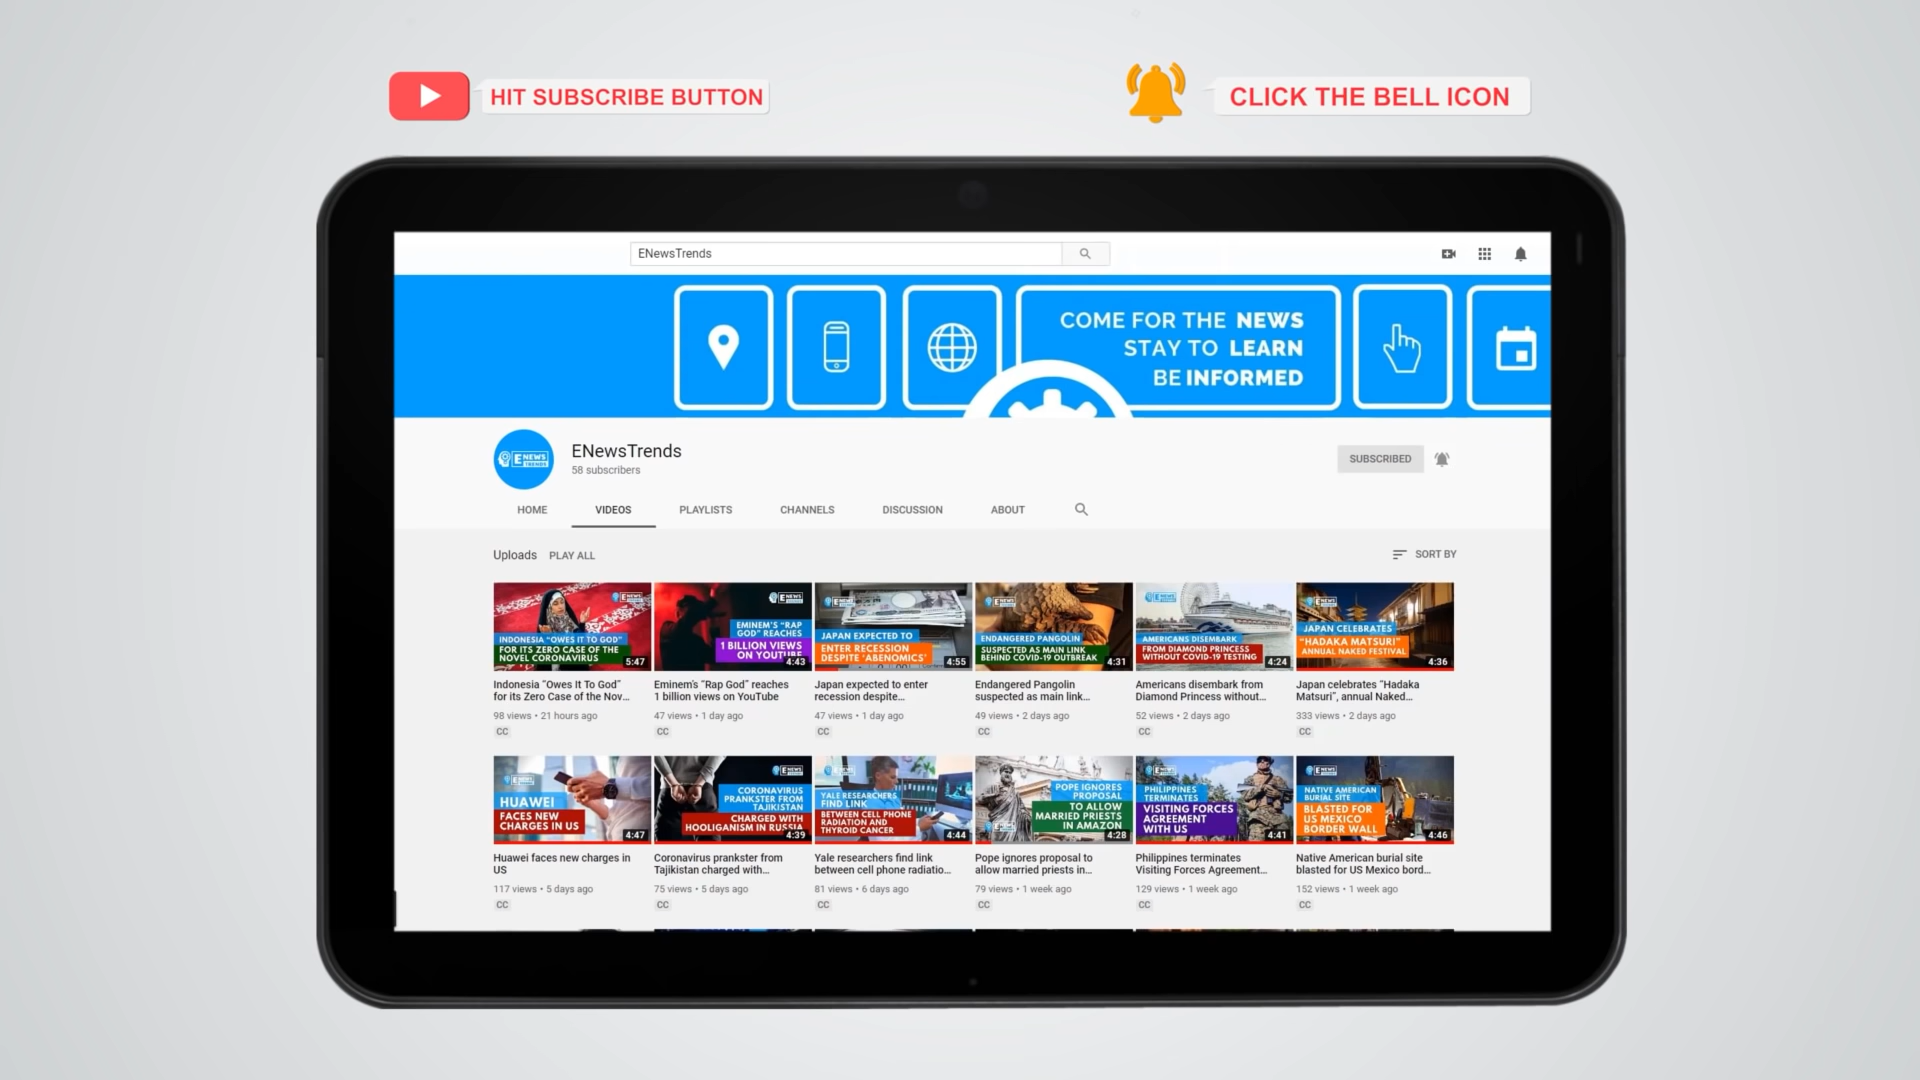 HIT SUBSCRIBE BUTTON
CLICK THE BELL ICON
ENewsTrends
COME FOR THE NEWS
STAY TO LEARN
BE INFORMED
E NEWS
TRENDS
ENewsTrends
58 subscribers
SUBSCRIBED
HOME VIDEOS PLAYLISTS CHANNELS DISCUSSION ABOUT
Uploads PLAY ALL
SORT BY
INDONESIA "OWES IT TO GOD"
FOR ITS ZERO CASE OF THE
NOVEL CORONAVIRUS
5:47
EMINEM'S "RAP
GOD" REACHES
1 BILLION VIEWS
ON YOUTUBE
4:43
JAPAN EXPECTED TO
ENTER RECESSION
DESPITE 'ABENOMICS'
4:55
ENDANGERED PANGOLIN
SUSPECTED AS MAIN LINK
BEHIND COVID-19 OUTBREAK
4:31
AMERICANS DISEMBARK
FROM DIAMOND PRINCESS
WITHOUT COVID-19 TESTING
4:24
JAPAN CELEBRATES
"HADAKA MATSURI"
ANNUAL NAKED FESTIVAL
4:36
Indonesia "Owes It To God"
for its Zero Case of the Nov...
98 views • 21 hours ago
CC
Eminem's "Rap God" reaches
1 billion views on YouTube
47 views • 1 day ago
CC
Japan expected to enter
recession despite...
47 views • 1 day ago
CC
Endangered Pangolin
suspected as main link...
49 views • 2 days ago
CC
Americans disembark from
Diamond Princess without...
52 views • 2 days ago
CC
Japan celebrates "Hadaka
Matsuri", annual Naked...
333 views • 2 days ago
CC
HUAWEI
FACES NEW
CHARGES IN US
4:47
CORONAVIRUS
PRANKSTER FROM
TAJIKISTAN
CHARGED WITH
HOOLIGANISM IN RUSSIA
4:39
YALE RESEARCHERS
FIND LINK
BETWEEN CELL PHONE
RADIATION AND
THYROID CANCER
4:44
POPE IGNORES
PROPOSAL
TO ALLOW
MARRIED PRIESTS
IN AMAZON
4:28
PHILIPPINES
TERMINATES
VISITING FORCES
AGREEMENT
WITH US
4:41
NATIVE AMERICAN
BURIAL SITE
BLASTED FOR
US MEXICO
BORDER WALL
4:46
Huawei faces new charges in
US
117 views • 5 days ago
CC
Coronavirus prankster from
Tajikistan charged with...
75 views • 5 days ago
CC
Yale researchers find link
between cell phone radiatio...
81 views • 6 days ago
CC
Pope ignores proposal to
allow married priests in...
79 views • 1 week ago
CC
Philippines terminates
Visiting Forces Agreement...
129 views • 1 week ago
CC
Native American burial site
blasted for US Mexico bord...
152 views • 1 week ago
CC